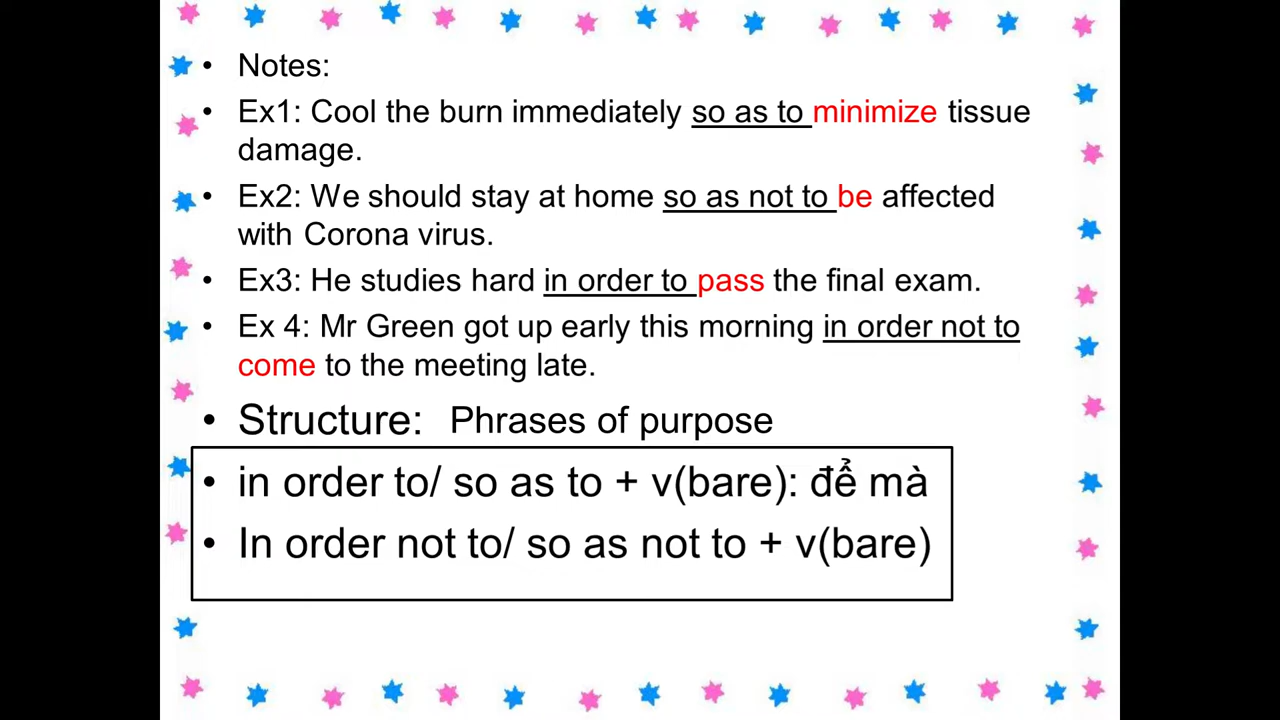 • Notes:
• Ex1: Cool the burn immediately so as to minimize tissue
damage.
• Ex2: We should stay at home so as not to be affected
with Corona virus.
• Ex3: He studies hard in order to pass the final exam.
• Ex 4: Mr Green got up early this morning in order not to
come to the meeting late.
• Structure: Phrases of purpose
• in order to/ so as to + v(bare): để mà
• In order not to/ so as not to + v(bare)